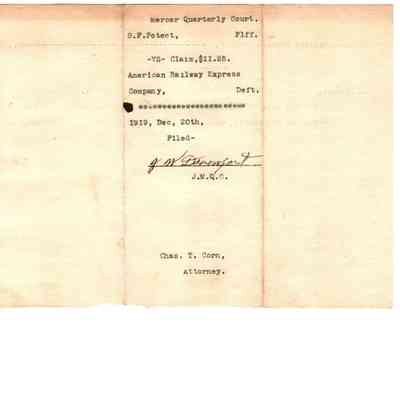 mercer Quarterly Court.
S.F.Poteet, Plff.
-VS- Claim,$11.25.
American Railway Express
Company, Deft.
1919, Dec, 20th,
Filed-
J.M.Q.C.
Chas. T. Corn,
Attorney.